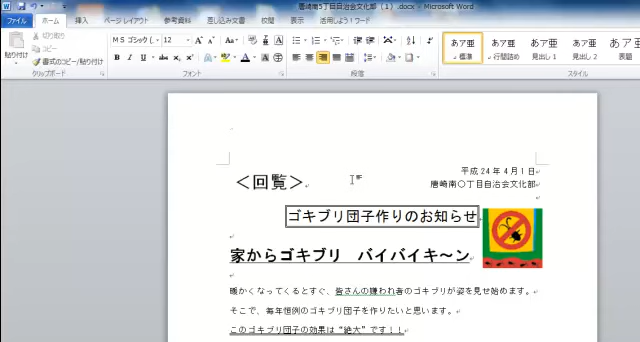 唐崎南5丁目自治会文化部（1）.docx - Microsoft Word
ファイル ホーム 挿入 ページ レイアウト 参考資料 差し込み文書 校閲 表示 活用しよう！ワード
切り取り
コピー
書式のコピー/貼り付け
貼り付け
クリップボード
MS ゴシック 12
フォント
段落
あア亜 あア亜 あア亜 あア亜 あア亜
標準 行間詰め 見出し 1 見出し 2 表題
スタイル
平成 24 年 4 月 1 日
唐崎南〇丁目自治会文化部
＜回覧＞
ゴキブリ団子作りのお知らせ
家からゴキブリ　バイバイキ～ン
暖かくなってくるとすぐ、皆さんの嫌われ者のゴキブリが姿を見せ始めます。
そこで、毎年恒例のゴキブリ団子を作りたいと思います。
このゴキブリ団子の効果は“絶大”です！！